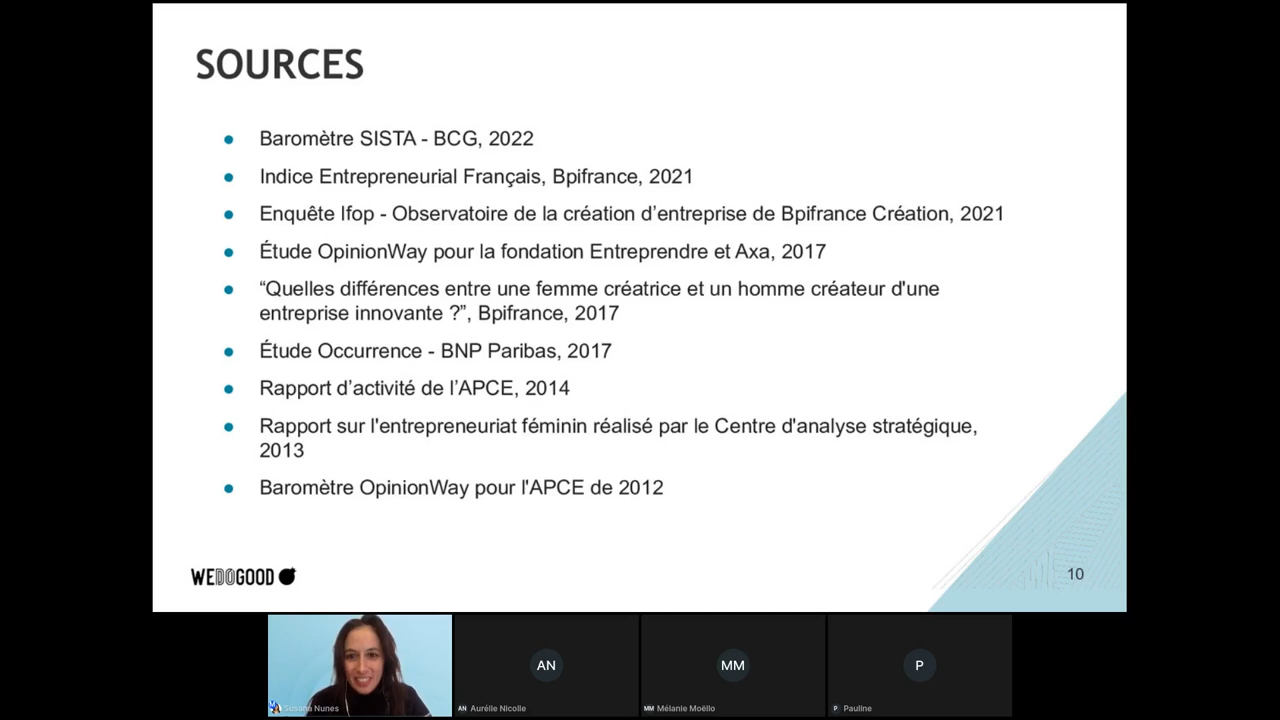 SOURCES
Baromètre SISTA - BCG, 2022
Indice Entrepreneurial Français, Bpifrance, 2021
Enquête Ifop - Observatoire de la création d’entreprise de Bpifrance Création, 2021
Étude OpinionWay pour la fondation Entreprendre et Axa, 2017
“Quelles différences entre une femme créatrice et un homme créateur d'une
entreprise innovante ?”, Bpifrance, 2017
Étude Occurrence - BNP Paribas, 2017
Rapport d’activité de l’APCE, 2014
Rapport sur l'entrepreneuriat féminin réalisé par le Centre d'analyse stratégique,
2013
Baromètre OpinionWay pour l'APCE de 2012
WEDOGOOD
10
AN
MM
P
Susana Nunes
AN Aurélie Nicolle
MM Mélanie Moëllo
P Pauline